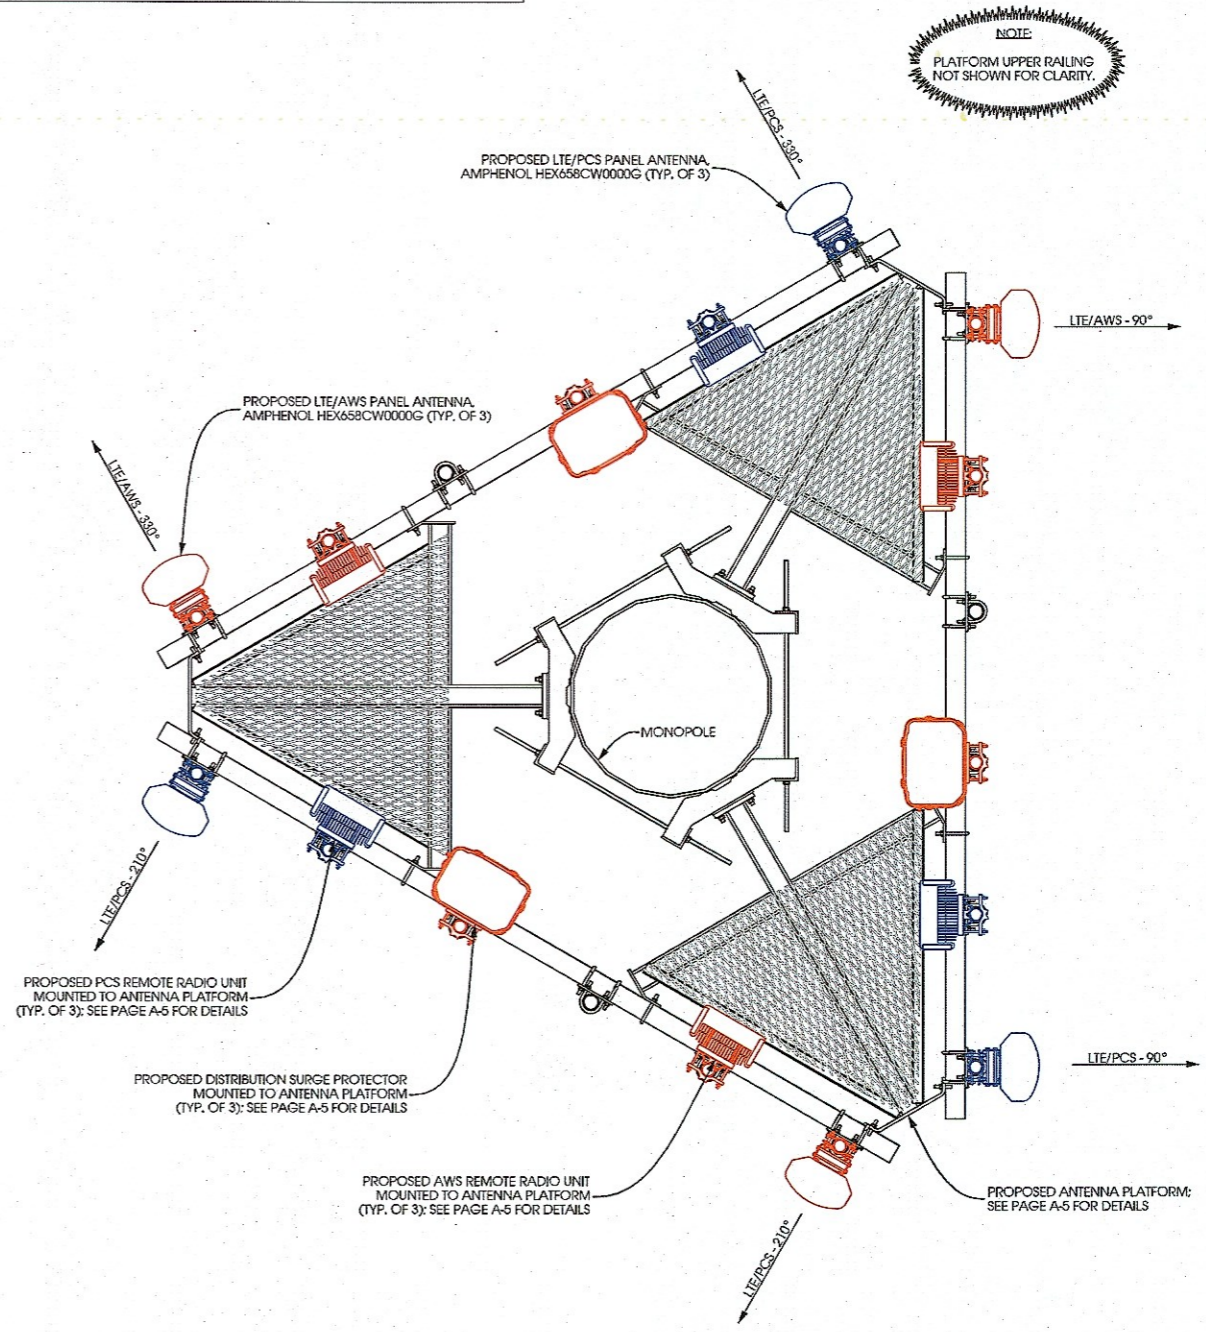 NOTE:
PLATFORM UPPER RAILING
NOT SHOWN FOR CLARITY.
LTE/PCS - 330°
PROPOSED LTE/PCS PANEL ANTENNA,
AMPHENOL HEX658CW0000G (TYP. OF 3)
LTE/AWS - 90°
PROPOSED LTE/AWS PANEL ANTENNA,
AMPHENOL HEX658CW0000G (TYP. OF 3)
LTE/AWS - 330°
MONOPOLE
LTE/PCS - 210°
PROPOSED PCS REMOTE RADIO UNIT
MOUNTED TO ANTENNA PLATFORM
(TYP. OF 3); SEE PAGE A-5 FOR DETAILS
LTE/PCS - 90°
PROPOSED DISTRIBUTION SURGE PROTECTOR
MOUNTED TO ANTENNA PLATFORM
(TYP. OF 3); SEE PAGE A-5 FOR DETAILS
PROPOSED AWS REMOTE RADIO UNIT
MOUNTED TO ANTENNA PLATFORM
(TYP. OF 3); SEE PAGE A-5 FOR DETAILS
PROPOSED ANTENNA PLATFORM;
SEE PAGE A-5 FOR DETAILS
LTE/PCS - 210°